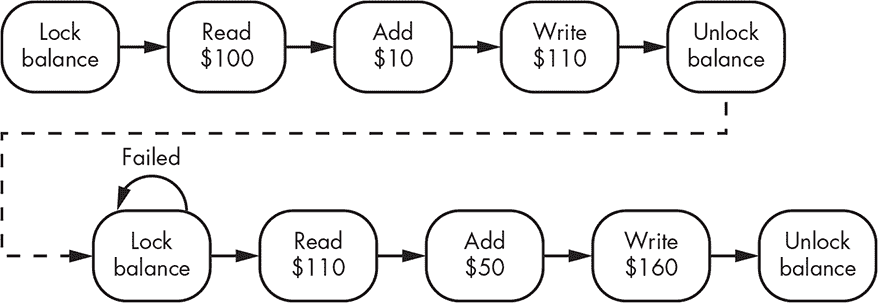 Lock
balance
Read
$100
Add
$10
Write
$110
Unlock
balance
Failed
Lock
balance
Read
$110
Add
$50
Write
$160
Unlock
balance